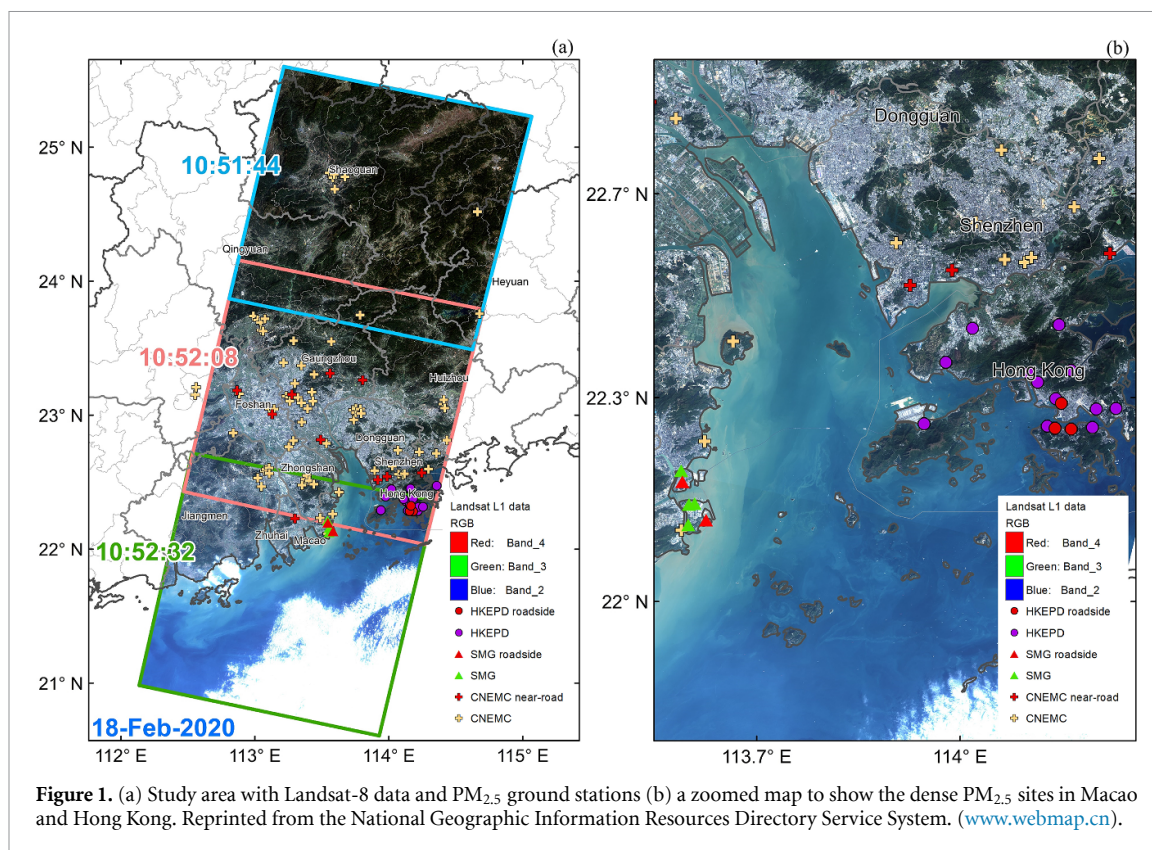 (a)
25° N
24° N
23° N
22° N
21° N
10:51:44
Shaoguan
Qingyuan
Heyuan
10:52:08
Guangzhou
Huizhou
Foshan
Dongguan
Zhongshan
Shenzhen
Hong Kong
Jiangmen
Zhuhai
Macao
10:52:32
Landsat L1 data
RGB
Red: Band_4
Green: Band_3
Blue: Band_2
HKEPD roadside
HKEPD
SMG roadside
SMG
CNEMC near-road
CNEMC
18-Feb-2020
112° E
113° E
114° E
115° E
(b)
Dongguan
22.7° N
Shenzhen
22.3° N
Hong Kong
22° N
Landsat L1 data
RGB
Red: Band_4
Green: Band_3
Blue: Band_2
HKEPD roadside
HKEPD
SMG roadside
SMG
CNEMC near-road
CNEMC
113.7° E
114° E
Figure 1. (a) Study area with Landsat-8 data and PM2.5 ground stations (b) a zoomed map to show the dense PM2.5 sites in Macao
and Hong Kong. Reprinted from the National Geographic Information Resources Directory Service System. (www.webmap.cn).